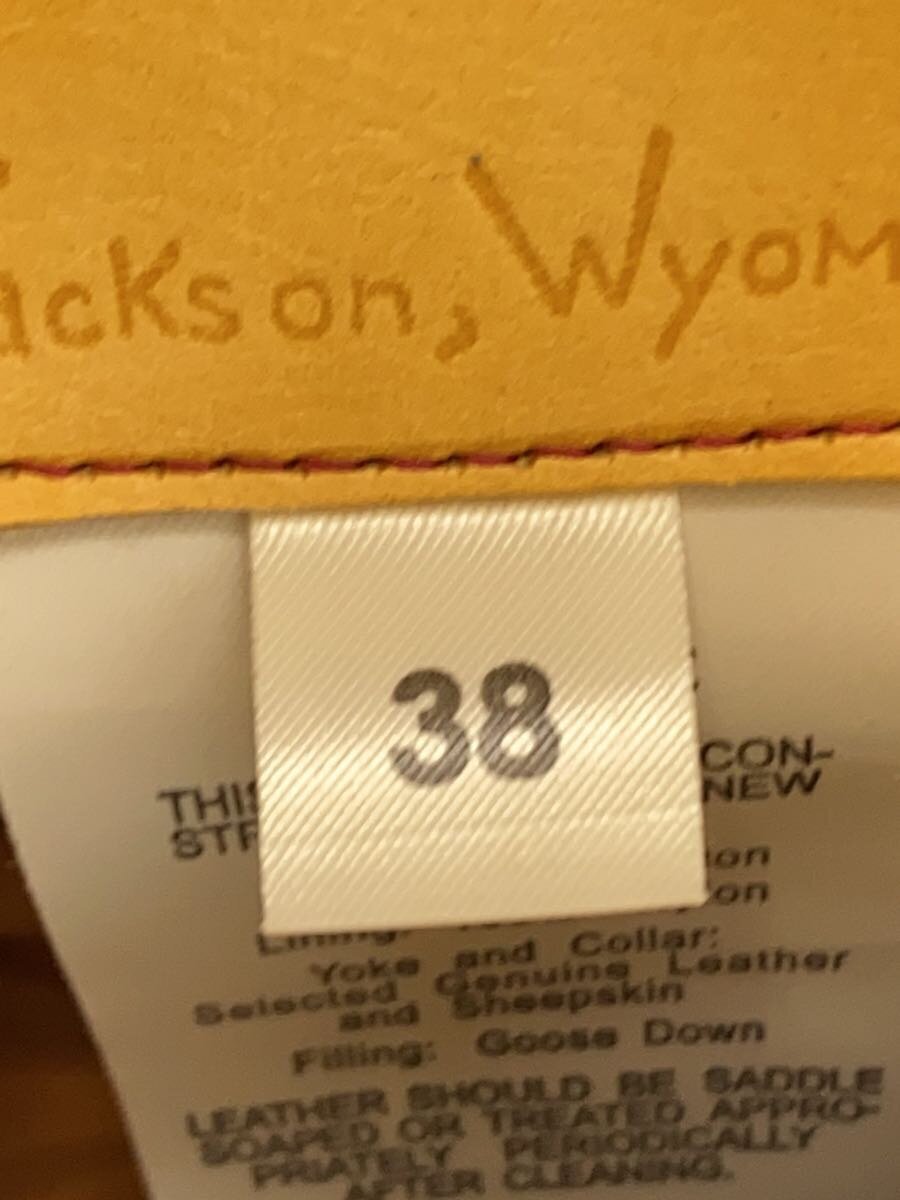 ackson, Wyom
38
CON-
THIS
NEW
STR
on
on
Lining:
Yoke and Collar:
Selected Genuine Leather
and Sheepskin
Filling: Goose Down
LEATHER SHOULD BE SADDLE
SOAPED OR TREATED APPRO-
PRIATELY PERIODICALLY
AFTER CLEANING.